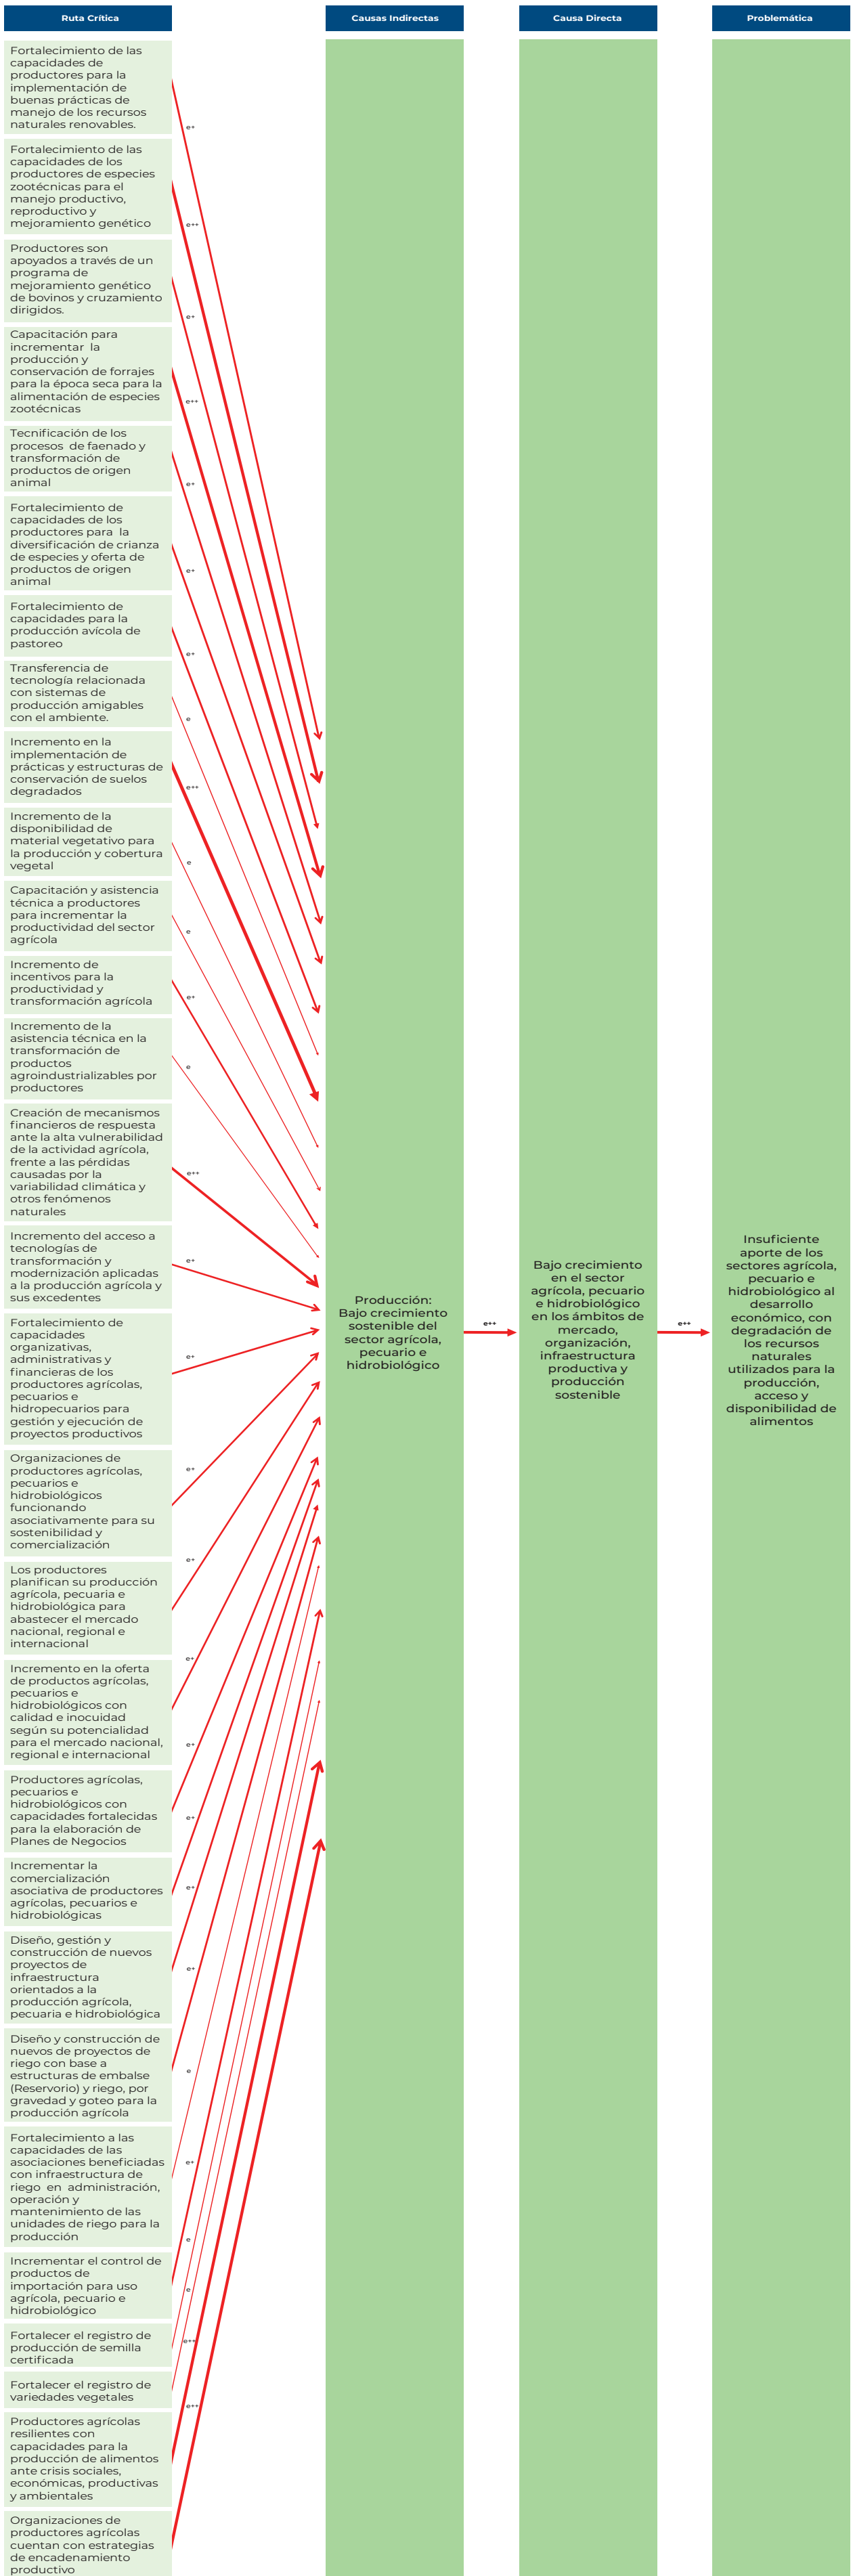 Ruta Crítica
Causas Indirectas
Causa Directa
Problemática
Fortalecimiento de las
capacidades de
productores para la
implementación de
buenas prácticas de
manejo de los recursos
naturales renovables.
e+
Fortalecimiento de las
capacidades de los
productores de especies
zootécnicas para el
manejo productivo,
reproductivo y
mejoramiento genético
e++
Productores son
apoyados a través de un
programa de
mejoramiento genético
de bovinos y cruzamiento
dirigidos.
e+
Capacitación para
incrementar la
producción y
conservación de forrajes
para la época seca para la
alimentación de especies
zootécnicas
e++
Tecnificación de los
procesos de faenado y
transformación de
productos de origen
animal
e+
Fortalecimiento de
capacidades de los
productores para la
diversificación de crianza
de especies y oferta de
productos de origen
animal
e+
Fortalecimiento de
capacidades para la
producción avícola de
pastoreo
e+
Transferencia de
tecnología relacionada
con sistemas de
producción amigables
con el ambiente.
e
Incremento en la
implementación de
prácticas y estructuras de
conservación de suelos
degradados
e++
Incremento de la
disponibilidad de
material vegetativo para
la producción y cobertura
vegetal
e
Capacitación y asistencia
técnica a productores
para incrementar la
productividad del sector
agrícola
e
Incremento de
incentivos para la
productividad y
transformación agrícola
e+
Incremento de la
asistencia técnica en la
transformación de
productos
agroindustrializables por
productores
e
Creación de mecanismos
financieros de respuesta
ante la alta vulnerabilidad
de la actividad agrícola,
frente a las pérdidas
causadas por la
variabilidad climática y
otros fenómenos
naturales
e++
Incremento del acceso a
tecnologías de
transformación y
modernización aplicadas
a la producción agrícola y
sus excedentes
e+
Fortalecimiento de
capacidades
organizativas,
administrativas y
financieras de los
productores agrícolas,
pecuarios e
hidropecuarios para
gestión y ejecución de
proyectos productivos
e+
Organizaciones de
productores agrícolas,
pecuarios e
hidrobiológicos
funcionando
asociativamente para su
sostenibilidad y
comercialización
e+
Los productores
planifican su producción
agrícola, pecuaria e
hidrobiológica para
abastecer el mercado
nacional, regional e
internacional
e+
Incremento en la oferta
de productos agrícolas,
pecuarios e
hidrobiológicos con
calidad e inocuidad
según su potencialidad
para el mercado nacional,
regional e internacional
e+
Productores agrícolas,
pecuarios e
hidrobiológicos con
capacidades fortalecidas
para la elaboración de
Planes de Negocios
e+
Incrementar la
comercialización
asociativa de productores
agrícolas, pecuarios e
hidrobiológicas
e+
Diseño, gestión y
construcción de nuevos
proyectos de
infraestructura
orientados a la
producción agrícola,
pecuaria e hidrobiológica
e+
Diseño y construcción de
nuevos de proyectos de
riego con base a
estructuras de embalse
(Reservorio) y riego, por
gravedad y goteo para la
producción agrícola
e+
Fortalecimiento a las
capacidades de las
asociaciones beneficiadas
con infraestructura de
riego en administración,
operación y
mantenimiento de las
unidades de riego para la
producción
e
Incrementar el control de
productos de
importación para uso
agrícola, pecuario e
hidrobiológico
e+
Fortalecer el registro de
producción de semilla
certificada
e
Fortalecer el registro de
variedades vegetales
e
Productores agrícolas
resilientes con
capacidades para la
producción de alimentos
ante crisis sociales,
económicas, productivas
y ambientales
e++
Organizaciones de
productores agrícolas
cuentan con estrategias
de encadenamiento
productivo
e++
Producción:
Bajo crecimiento
sostenible del
sector agrícola,
pecuario e
hidrobiológico
e++
Bajo crecimiento
en el sector
agrícola, pecuario
e hidrobiológico
en los ámbitos de
mercado,
organización,
infraestructura
productiva y
producción
sostenible
e++
Insuficiente
aporte de los
sectores agrícola,
pecuario e
hidrobiológico al
desarrollo
económico, con
degradación de
los recursos
naturales
utilizados para la
producción,
acceso y
disponibilidad de
alimentos